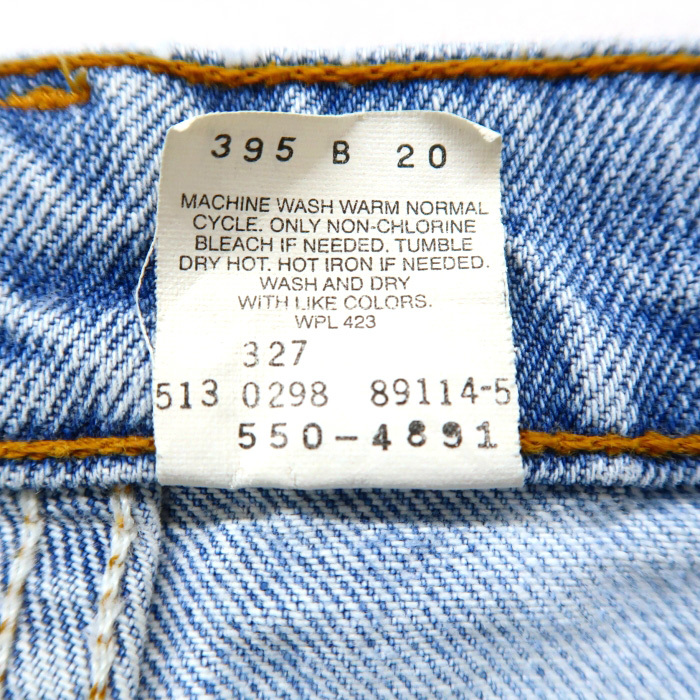 395 B 20
MACHINE WASH WARM NORMAL
CYCLE. ONLY NON-CHLORINE
BLEACH IF NEEDED. TUMBLE
DRY HOT. HOT IRON IF NEEDED.
WASH AND DRY
WITH LIKE COLORS.
WPL 423
327
513 0298 89114-5
550-4891